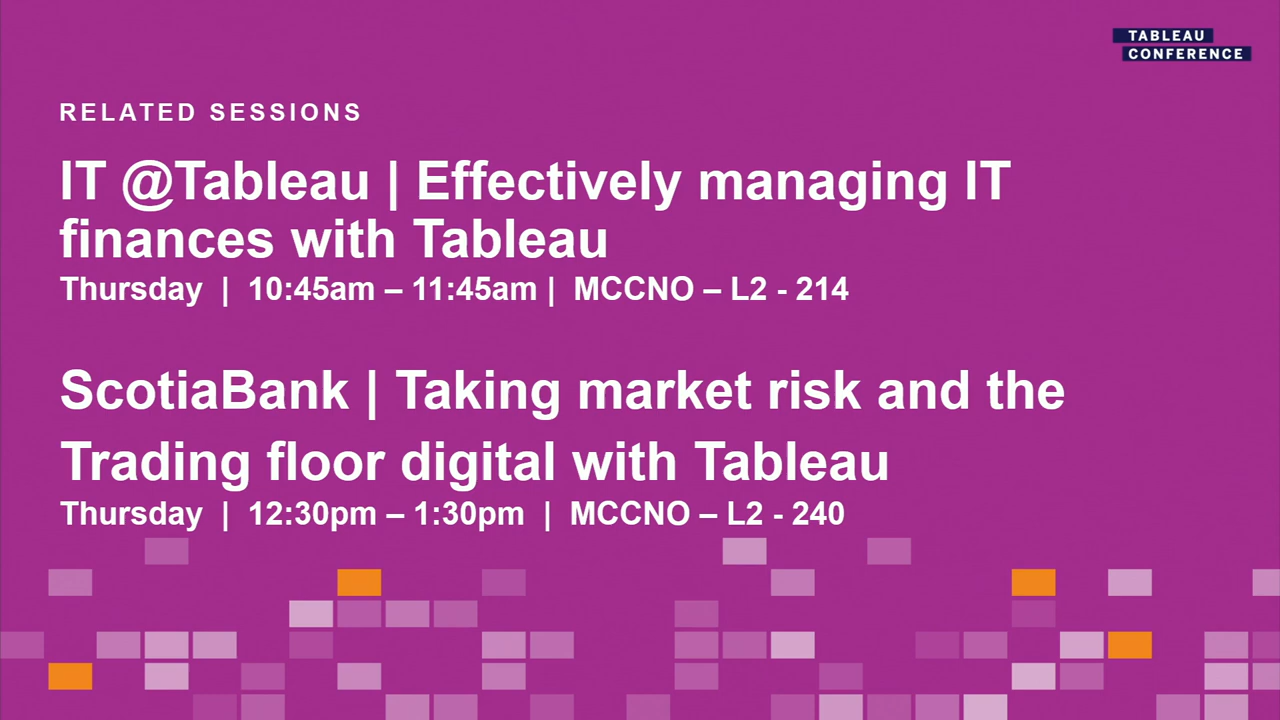 TABLEAU
CONFERENCE
RELATED SESSIONS
IT @Tableau | Effectively managing IT
finances with Tableau
Thursday | 10:45am – 11:45am | MCCNO – L2 - 214
ScotiaBank | Taking market risk and the
Trading floor digital with Tableau
Thursday | 12:30pm – 1:30pm | MCCNO – L2 - 240